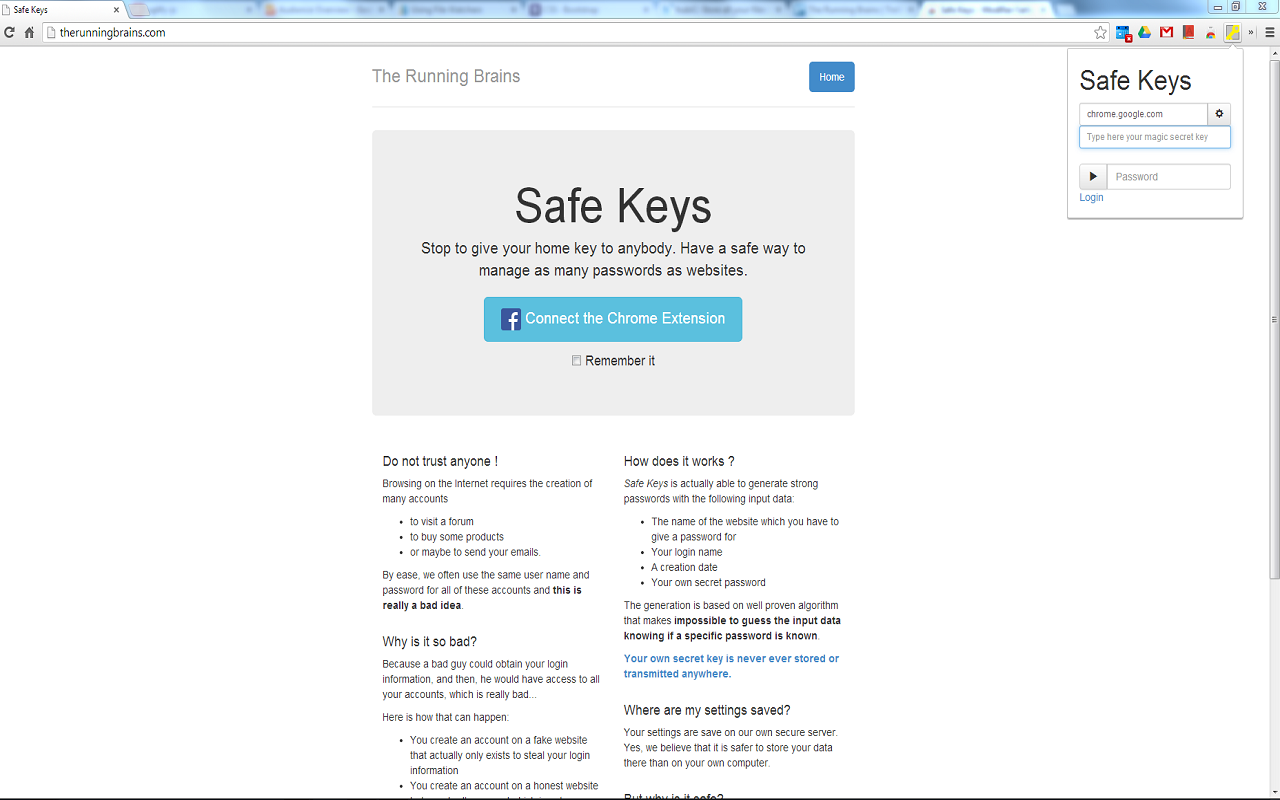 Safe Keys
therunningbrains.com
The Running Brains
Home
Safe Keys
Stop to give your home key to anybody. Have a safe way to
manage as many passwords as websites.
Connect the Chrome Extension
Remember it
Do not trust anyone !
Browsing on the Internet requires the creation of
many accounts
• to visit a forum
• to buy some products
• or maybe to send your emails.
By ease, we often use the same user name and
password for all of these accounts and this is
really a bad idea.
Why is it so bad?
Because a bad guy could obtain your login
information, and then, he would have access to all
your accounts, which is really bad...
Here is how that can happen:
• You create an account on a fake website
that actually only exists to steal your login
information
• You create an account on a honest website
How does it works ?
Safe Keys is actually able to generate strong
passwords with the following input data:
• The name of the website which you have to
give a password for
• Your login name
• A creation date
• Your own secret password
The generation is based on well proven algorithm
that makes impossible to guess the input data
knowing if a specific password is known.
Your own secret key is never ever stored or
transmitted anywhere.
Where are my settings saved?
Your settings are save on our own secure server.
Yes, we believe that it is safer to store your data
there than on your own computer.
But why is it safe?
Safe Keys
chrome.google.com
Type here your magic secret key
Password
Login